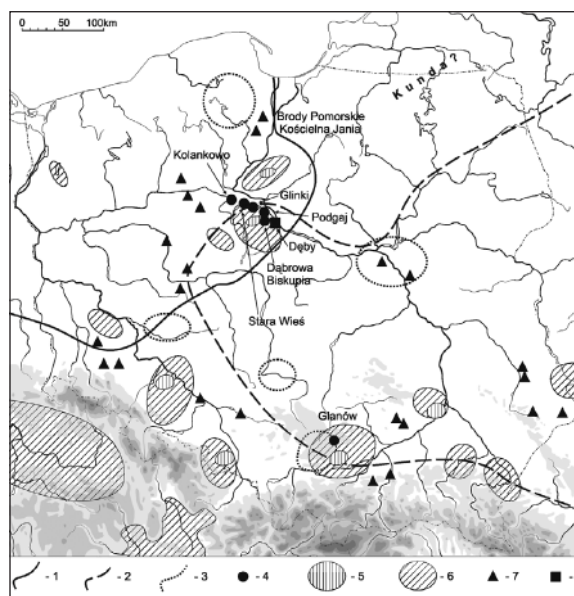 0 50 100km
Kunda?
Brody Pomorskie
Kościelna Jania
Kolankowo
Glinki
Podgaj
Dęby
Dąbrowa
Biskupia
Stara Wieś
Glanów
- 1 - 2 - 3 - 4 - 5 - 6 - 7 -